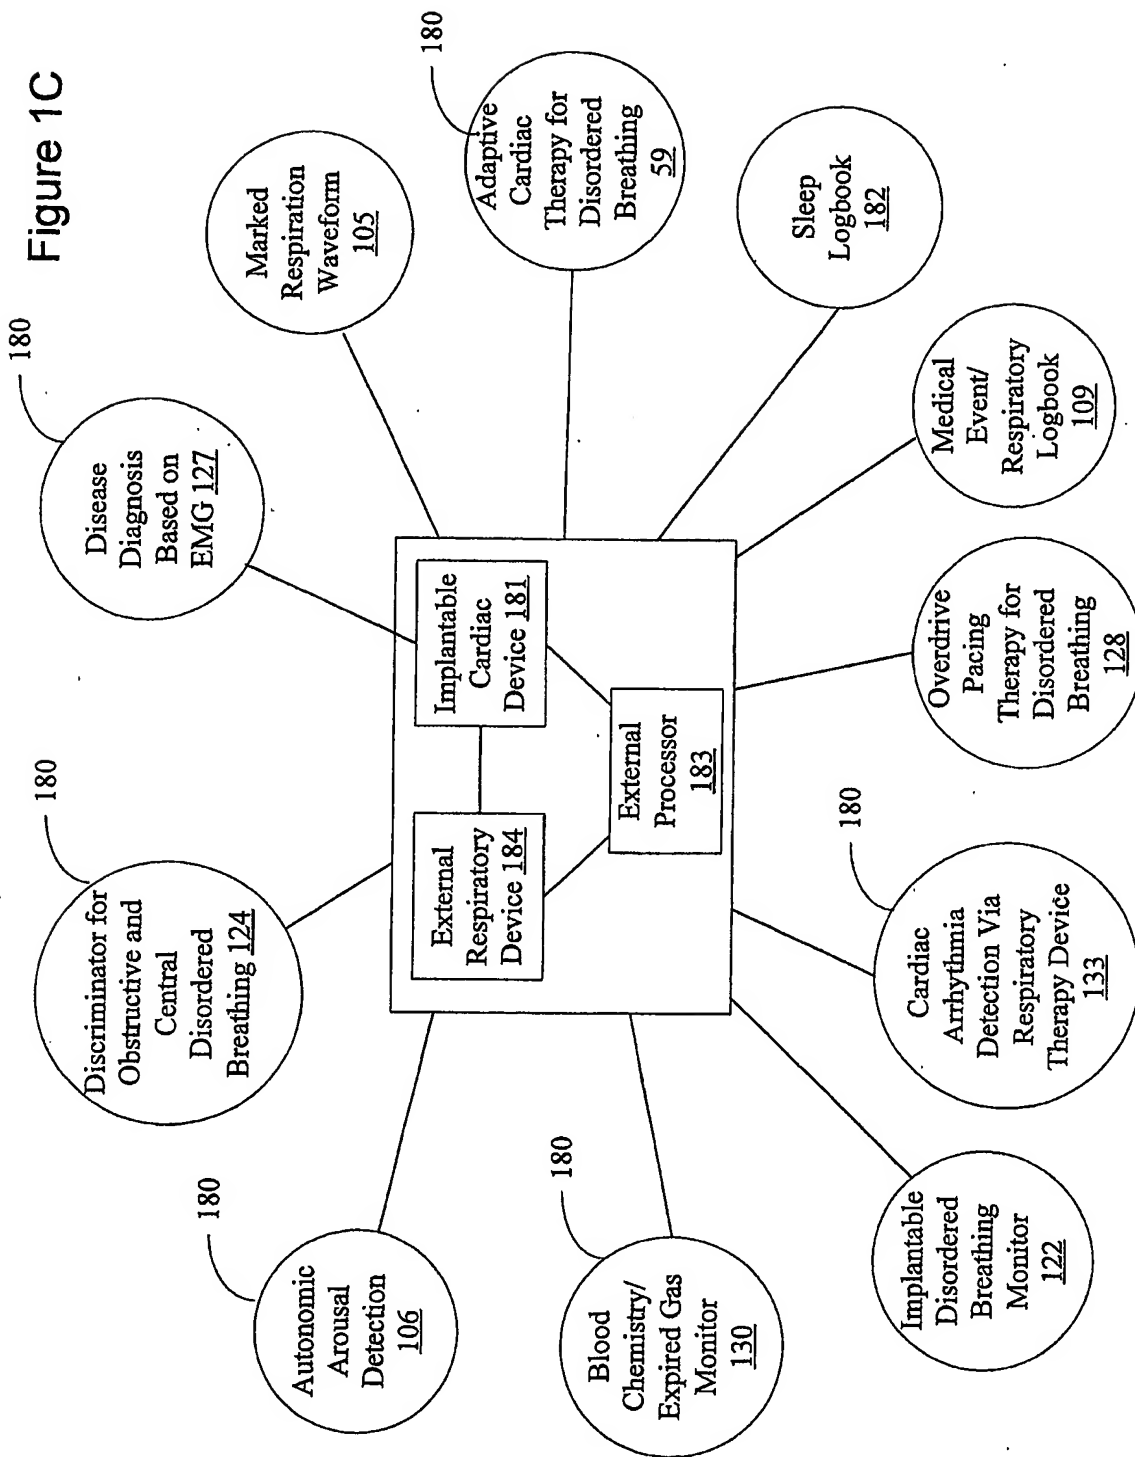 Figure 1C
180
Disease
Diagnosis
Based on
EMG 127
Marked
Respiration
Waveform
105
180
Adaptive
Cardiac
Therapy for
Disordered
Breathing
59
Sleep
Logbook
182
Medical
Event/
Respiratory
Logbook
109
Overdrive
Pacing
Therapy for
Disordered
Breathing
128
180
Cardiac
Arrhythmia
Detection Via
Respiratory
Therapy Device
133
Implantable
Disordered
Breathing
Monitor
122
180
Blood
Chemistry/
Expired Gas
Monitor
130
180
Autonomic
Arousal
Detection
106
180
Discriminator for
Obstructive and
Central
Disordered
Breathing 124
External
Respiratory
Device 184
Implantable
Cardiac
Device 181
External
Processor
183